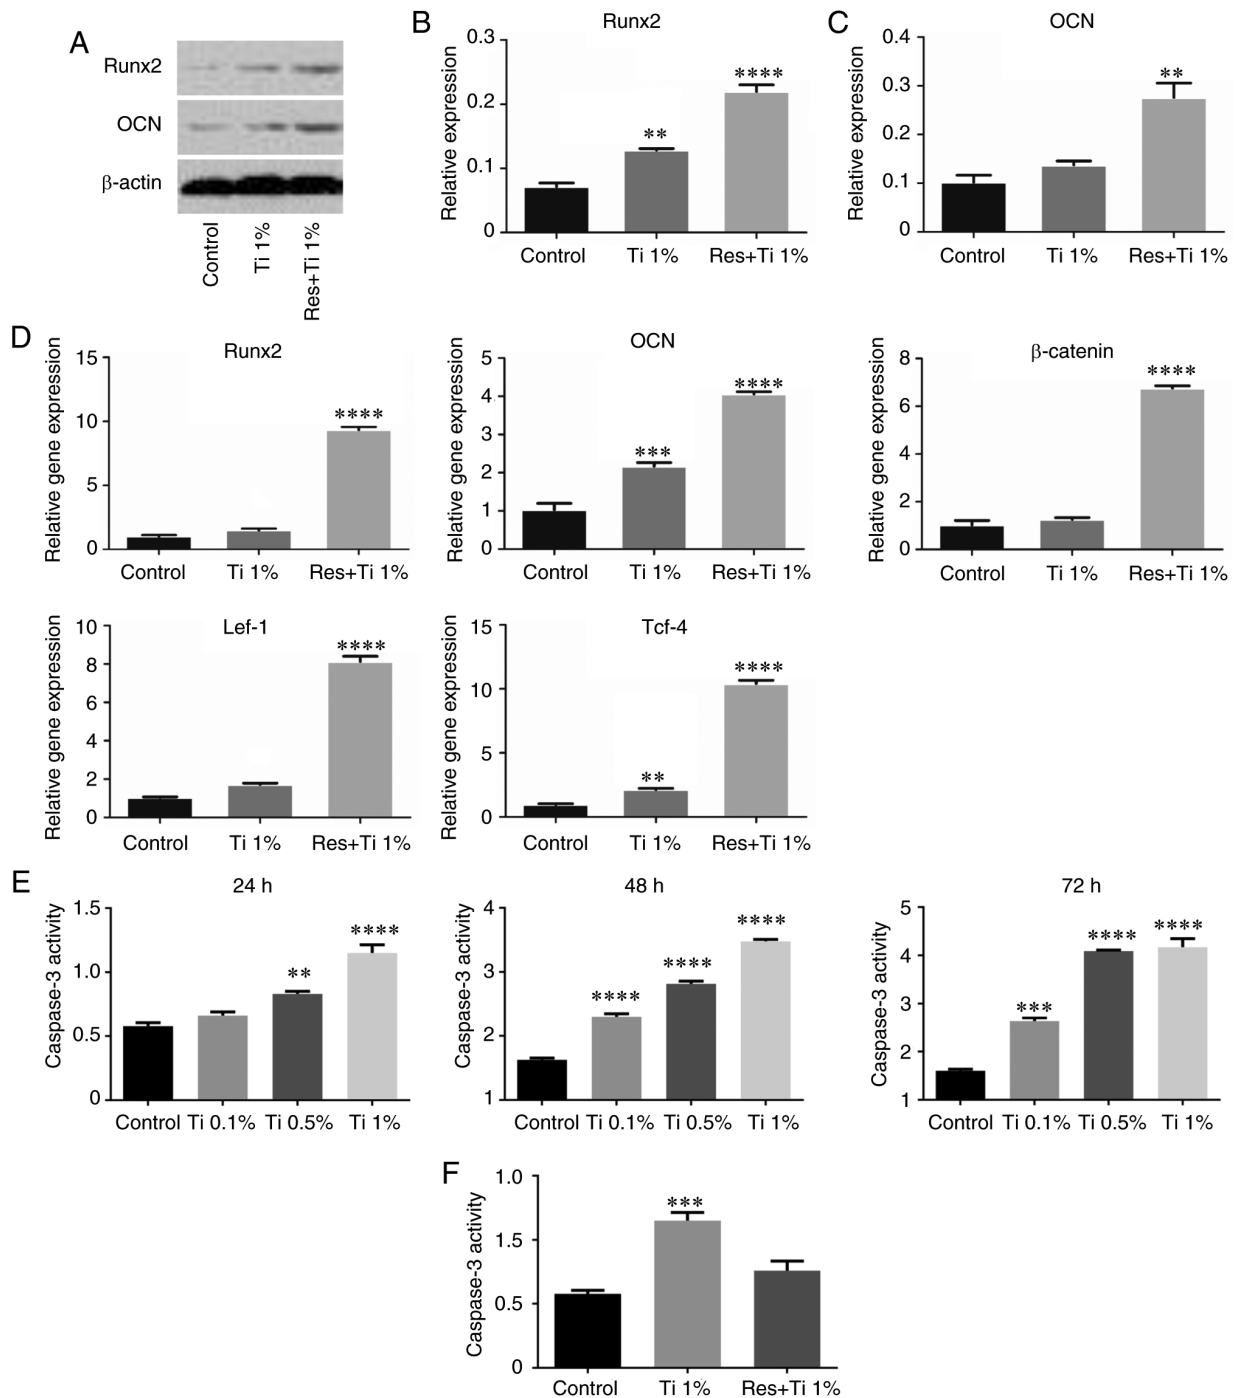 A
Runx2
OCN
β-actin
Control
Ti 1%
Res+Ti 1%
B
Runx2
Relative expression
0.3
0.2
0.1
0
**
****
Control
Ti 1%
Res+Ti 1%
C
OCN
Relative expression
0.4
0.3
0.2
0.1
0
**
Control
Ti 1%
Res+Ti 1%
D
Runx2
Relative gene expression
15
10
5
0
****
Control
Ti 1%
Res+Ti 1%
OCN
Relative gene expression
5
4
3
2
1
0
***
****
Control
Ti 1%
Res+Ti 1%
β-catenin
Relative gene expression
8
6
4
2
0
****
Control
Ti 1%
Res+Ti 1%
Lef-1
Relative gene expression
10
8
6
4
2
0
****
Control
Ti 1%
Res+Ti 1%
Tcf-4
Relative gene expression
15
10
5
0
**
****
Control
Ti 1%
Res+Ti 1%
E
24 h
Caspase-3 activity
1.5
1.0
0.5
0
**
****
Control
Ti 0.1%
Ti 0.5%
Ti 1%
48 h
Caspase-3 activity
4
3
2
1
****
****
****
Control
Ti 0.1%
Ti 0.5%
Ti 1%
72 h
Caspase-3 activity
5
4
3
2
1
***
****
****
Control
Ti 0.1%
Ti 0.5%
Ti 1%
F
Caspase-3 activity
1.0
1.5
0.5
0
***
Control
Ti 1%
Res+Ti 1%